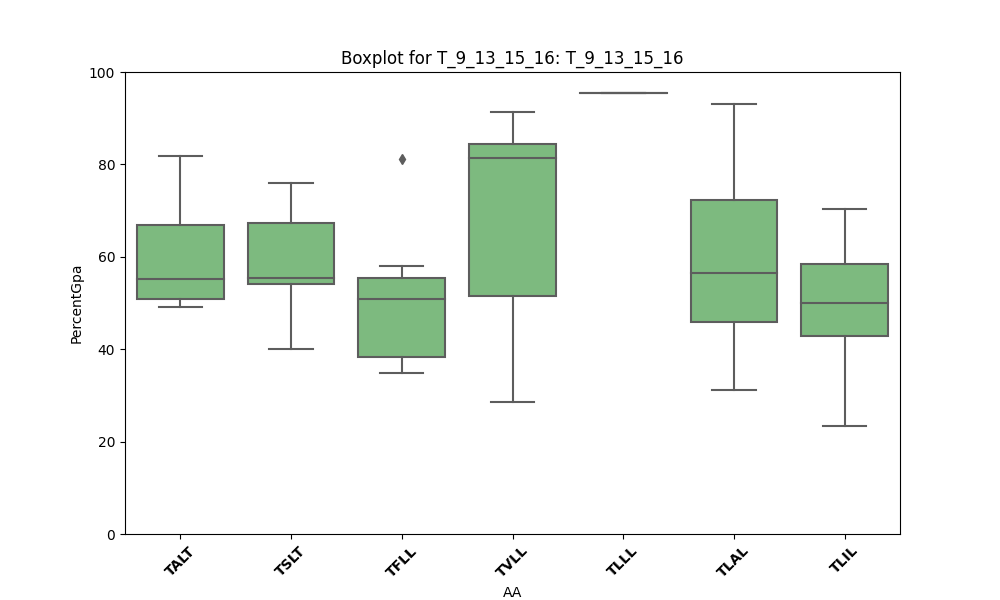 Boxplot for T_9_13_15_16: T_9_13_15_16
PercentGpa
100
80
60
40
20
0
TALT
TSLT
TFLL
TVLL
TLLL
TLAL
TLIL
AA